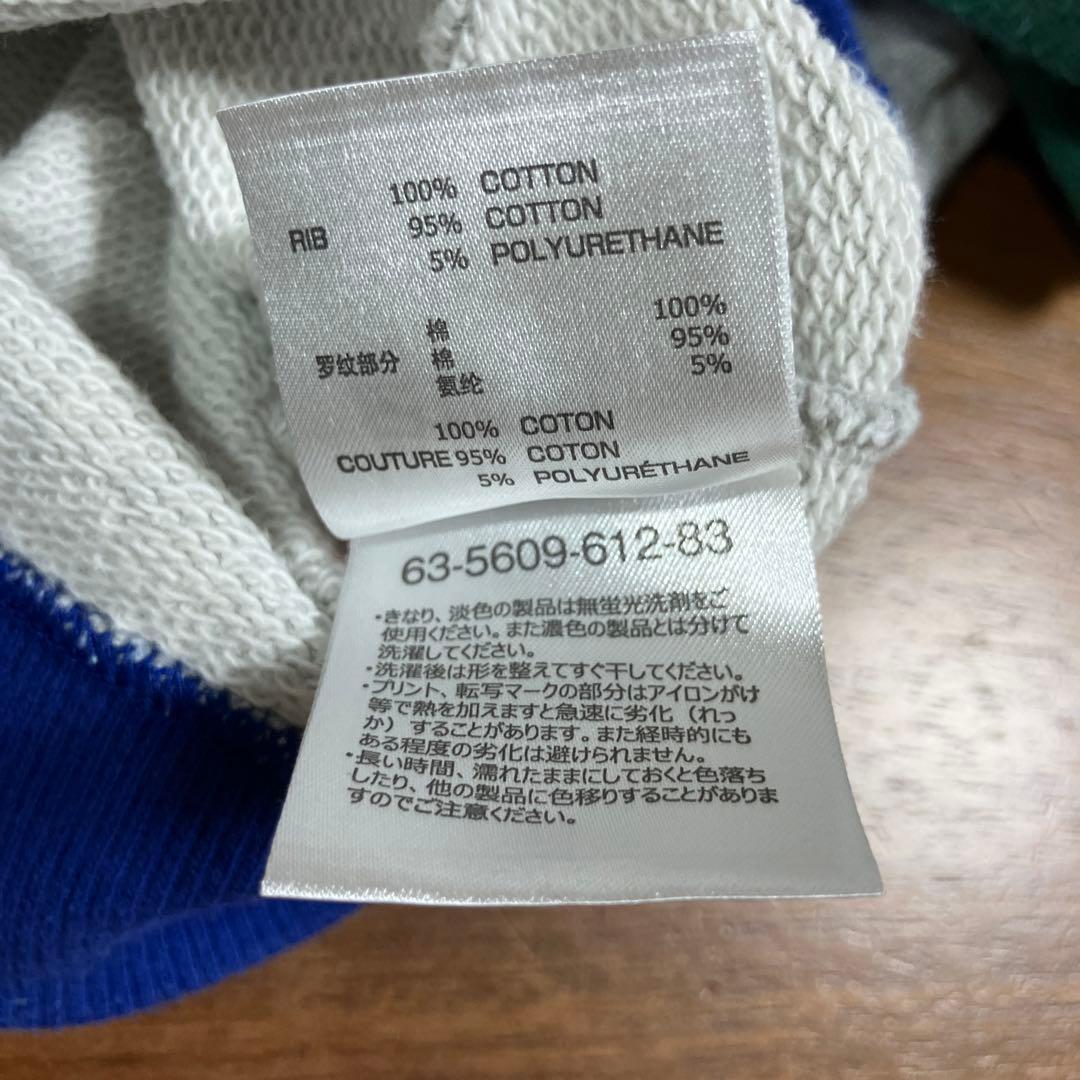 100% COTTON
RIB 95% COTTON
5% POLYURETHANE
棉 100%
罗纹部分 棉 95%
氨纶 5%
100% COTON
COUTURE 95% COTON
5% POLYURÉTHANE
63-5609-612-83
・きなり、淡色の製品は無蛍光洗剤をご
使用ください。また濃色の製品とは分けて
洗濯してください。
・洗濯後は形を整えてすぐ干してください。
・プリント、転写マークの部分はアイロンがけ
等で熱を加えますと急速に劣化（れっ
か）することがあります。また経時的にも
ある程度の劣化は避けられません。
・長い時間、濡れたままにしておくと色落ち
したり、他の製品に色移りすることがありま
すのでご注意ください。